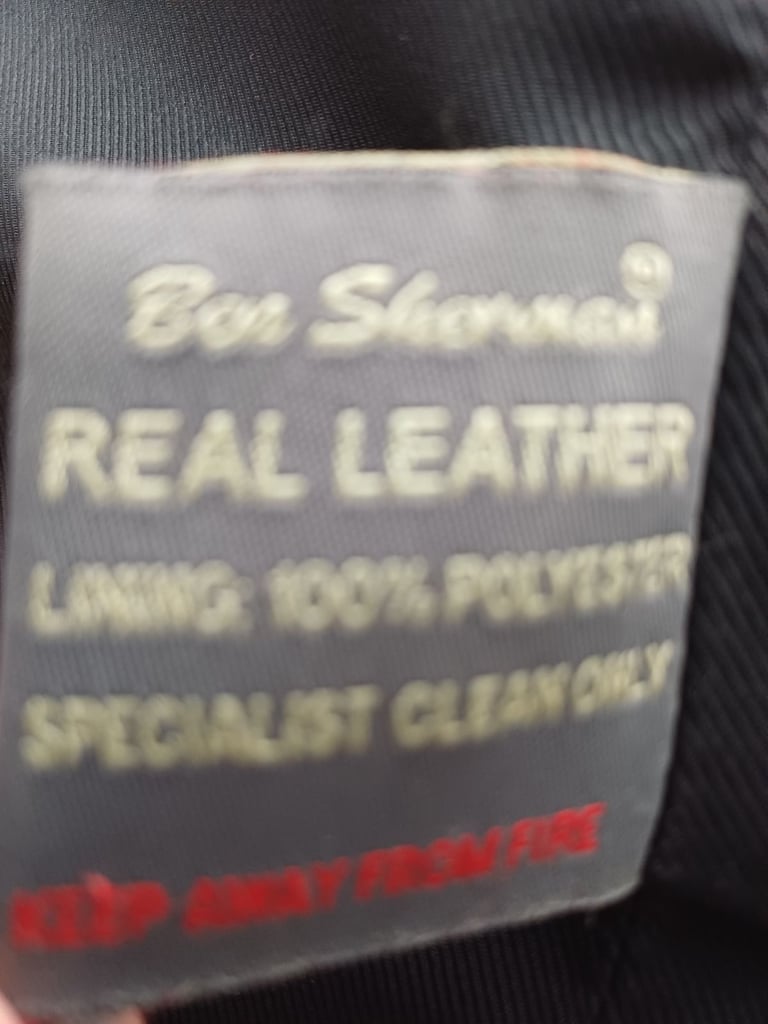 Ben Sherman®
REAL LEATHER
LINING: 100% POLYESTER
SPECIALIST CLEAN ONLY
KEEP AWAY FROM FIRE